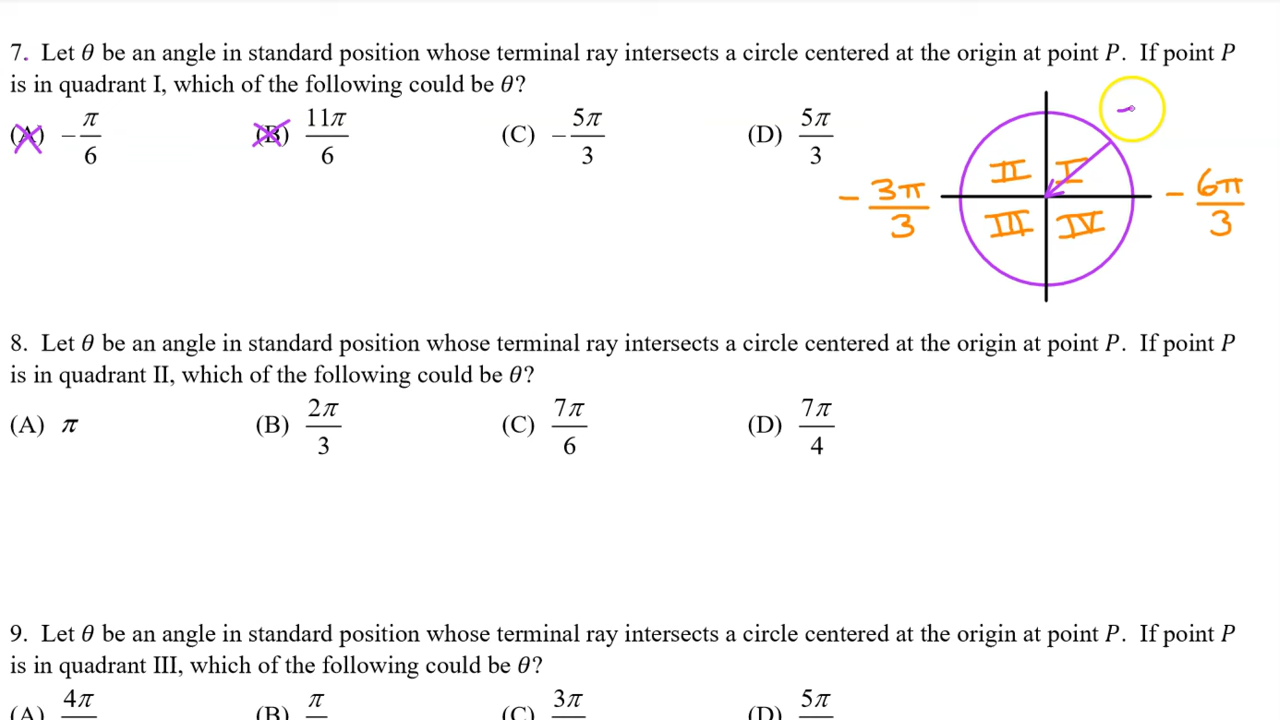 7. Let θ be an angle in standard position whose terminal ray intersects a circle centered at the origin at point P. If point P
is in quadrant I, which of the following could be θ?
(A) −π/6 (B) 11π/6 (C) −5π/3 (D) 5π/3
II I
− 3π/3 − 6π/3
III IV
8. Let θ be an angle in standard position whose terminal ray intersects a circle centered at the origin at point P. If point P
is in quadrant II, which of the following could be θ?
(A) π (B) 2π/3 (C) 7π/6 (D) 7π/4
9. Let θ be an angle in standard position whose terminal ray intersects a circle centered at the origin at point P. If point P
is in quadrant III, which of the following could be θ?
(A) 4π (B) π (C) 3π (D) 5π